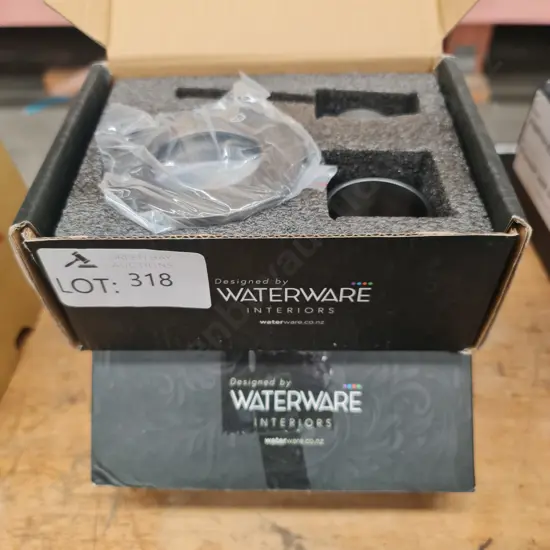 LOT: 318
Designed by
WATERWARE
INTERIORS
waterware.co.nz
Designed by
WATERWARE
INTERIORS
waterware.co.nz